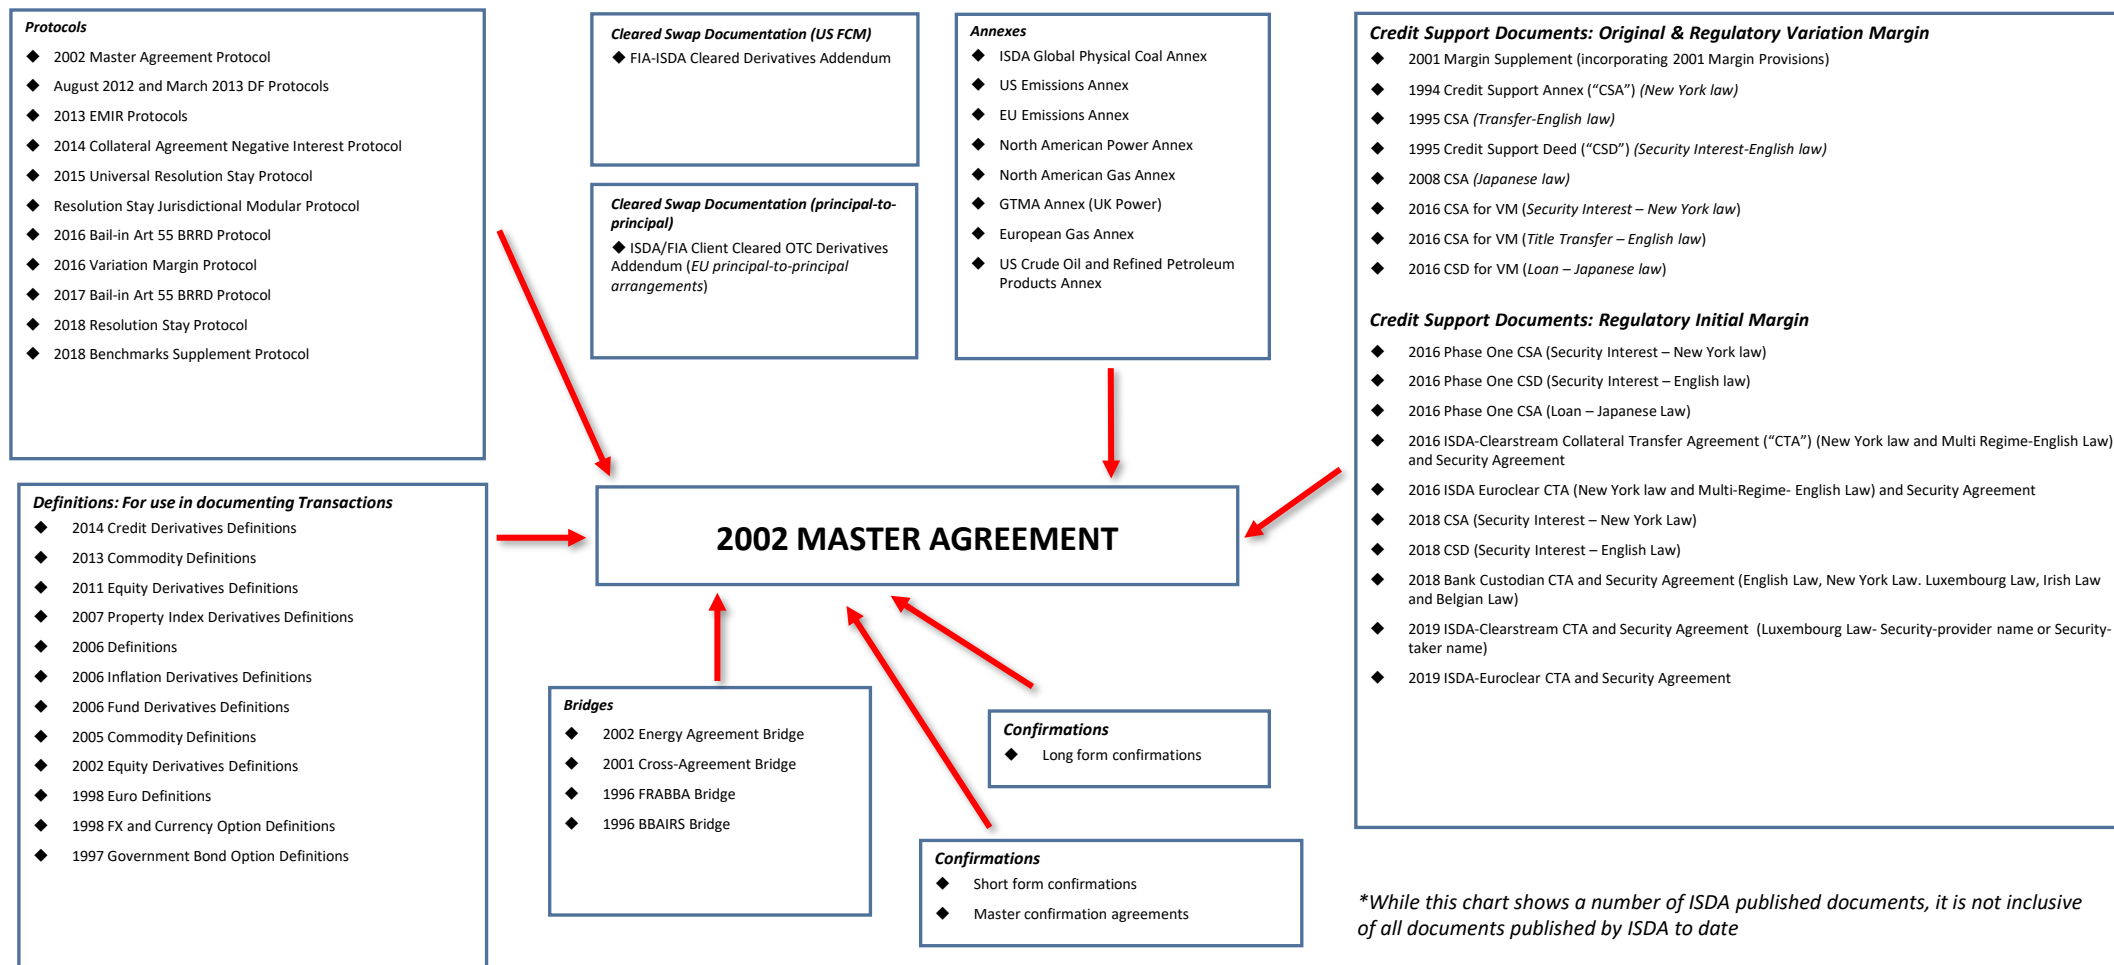 Protocols
◆ 2002 Master Agreement Protocol
◆ August 2012 and March 2013 DF Protocols
◆ 2013 EMIR Protocols
◆ 2014 Collateral Agreement Negative Interest Protocol
◆ 2015 Universal Resolution Stay Protocol
◆ Resolution Stay Jurisdictional Modular Protocol
◆ 2016 Bail-in Art 55 BRRD Protocol
◆ 2016 Variation Margin Protocol
◆ 2017 Bail-in Art 55 BRRD Protocol
◆ 2018 Resolution Stay Protocol
◆ 2018 Benchmarks Supplement Protocol
Cleared Swap Documentation (US FCM)
◆ FIA-ISDA Cleared Derivatives Addendum
Cleared Swap Documentation (principal-to-
principal)
◆ ISDA/FIA Client Cleared OTC Derivatives
Addendum (EU principal-to-principal
arrangements)
Annexes
◆ ISDA Global Physical Coal Annex
◆ US Emissions Annex
◆ EU Emissions Annex
◆ North American Power Annex
◆ North American Gas Annex
◆ GTMA Annex (UK Power)
◆ European Gas Annex
◆ US Crude Oil and Refined Petroleum
Products Annex
Credit Support Documents: Original & Regulatory Variation Margin
◆ 2001 Margin Supplement (incorporating 2001 Margin Provisions)
◆ 1994 Credit Support Annex (“CSA”) (New York law)
◆ 1995 CSA (Transfer-English law)
◆ 1995 Credit Support Deed (“CSD”) (Security Interest-English law)
◆ 2008 CSA (Japanese law)
◆ 2016 CSA for VM (Security Interest – New York law)
◆ 2016 CSA for VM (Title Transfer – English law)
◆ 2016 CSD for VM (Loan – Japanese law)
Credit Support Documents: Regulatory Initial Margin
◆ 2016 Phase One CSA (Security Interest – New York law)
◆ 2016 Phase One CSD (Security Interest – English law)
◆ 2016 Phase One CSA (Loan – Japanese Law)
◆ 2016 ISDA-Clearstream Collateral Transfer Agreement (“CTA”) (New York law and Multi Regime-English Law)
and Security Agreement
◆ 2016 ISDA Euroclear CTA (New York law and Multi-Regime- English Law) and Security Agreement
◆ 2018 CSA (Security Interest – New York Law)
◆ 2018 CSD (Security Interest – English Law)
◆ 2018 Bank Custodian CTA and Security Agreement (English Law, New York Law. Luxembourg Law, Irish Law
and Belgian Law)
◆ 2019 ISDA-Clearstream CTA and Security Agreement (Luxembourg Law- Security-provider name or Security-
taker name)
◆ 2019 ISDA-Euroclear CTA and Security Agreement
Definitions: For use in documenting Transactions
◆ 2014 Credit Derivatives Definitions
◆ 2013 Commodity Definitions
◆ 2011 Equity Derivatives Definitions
◆ 2007 Property Index Derivatives Definitions
◆ 2006 Definitions
◆ 2006 Inflation Derivatives Definitions
◆ 2006 Fund Derivatives Definitions
◆ 2005 Commodity Definitions
◆ 2002 Equity Derivatives Definitions
◆ 1998 Euro Definitions
◆ 1998 FX and Currency Option Definitions
◆ 1997 Government Bond Option Definitions
2002 MASTER AGREEMENT
Bridges
◆ 2002 Energy Agreement Bridge
◆ 2001 Cross-Agreement Bridge
◆ 1996 FRABBA Bridge
◆ 1996 BBAIRS Bridge
Confirmations
◆ Long form confirmations
Confirmations
◆ Short form confirmations
◆ Master confirmation agreements
*While this chart shows a number of ISDA published documents, it is not inclusive
of all documents published by ISDA to date